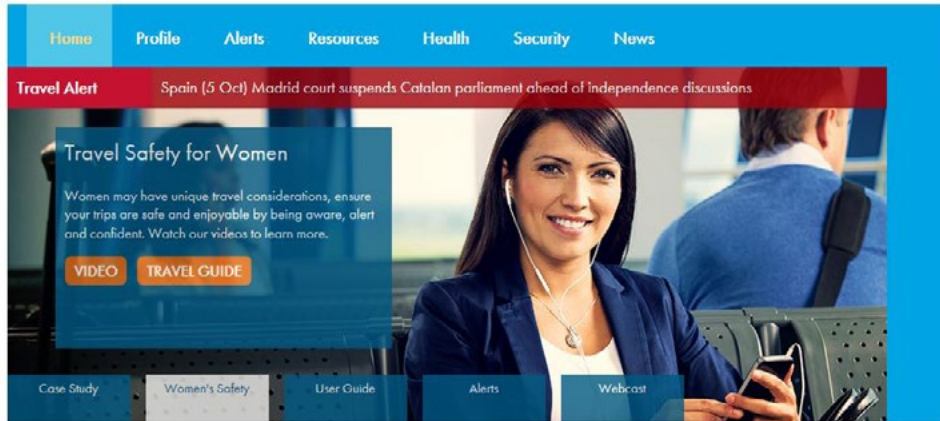 Home Profile Alerts Resources Health Security News
Travel Alert Spain (5 Oct) Madrid court suspends Catalan parliament ahead of independence discussions
Travel Safety for Women
Women may have unique travel considerations, ensure
your trips are safe and enjoyable by being aware, alert
and confident. Watch our videos to learn more.
VIDEO TRAVEL GUIDE
Case Study Women's Safety User Guide Alerts Webcast